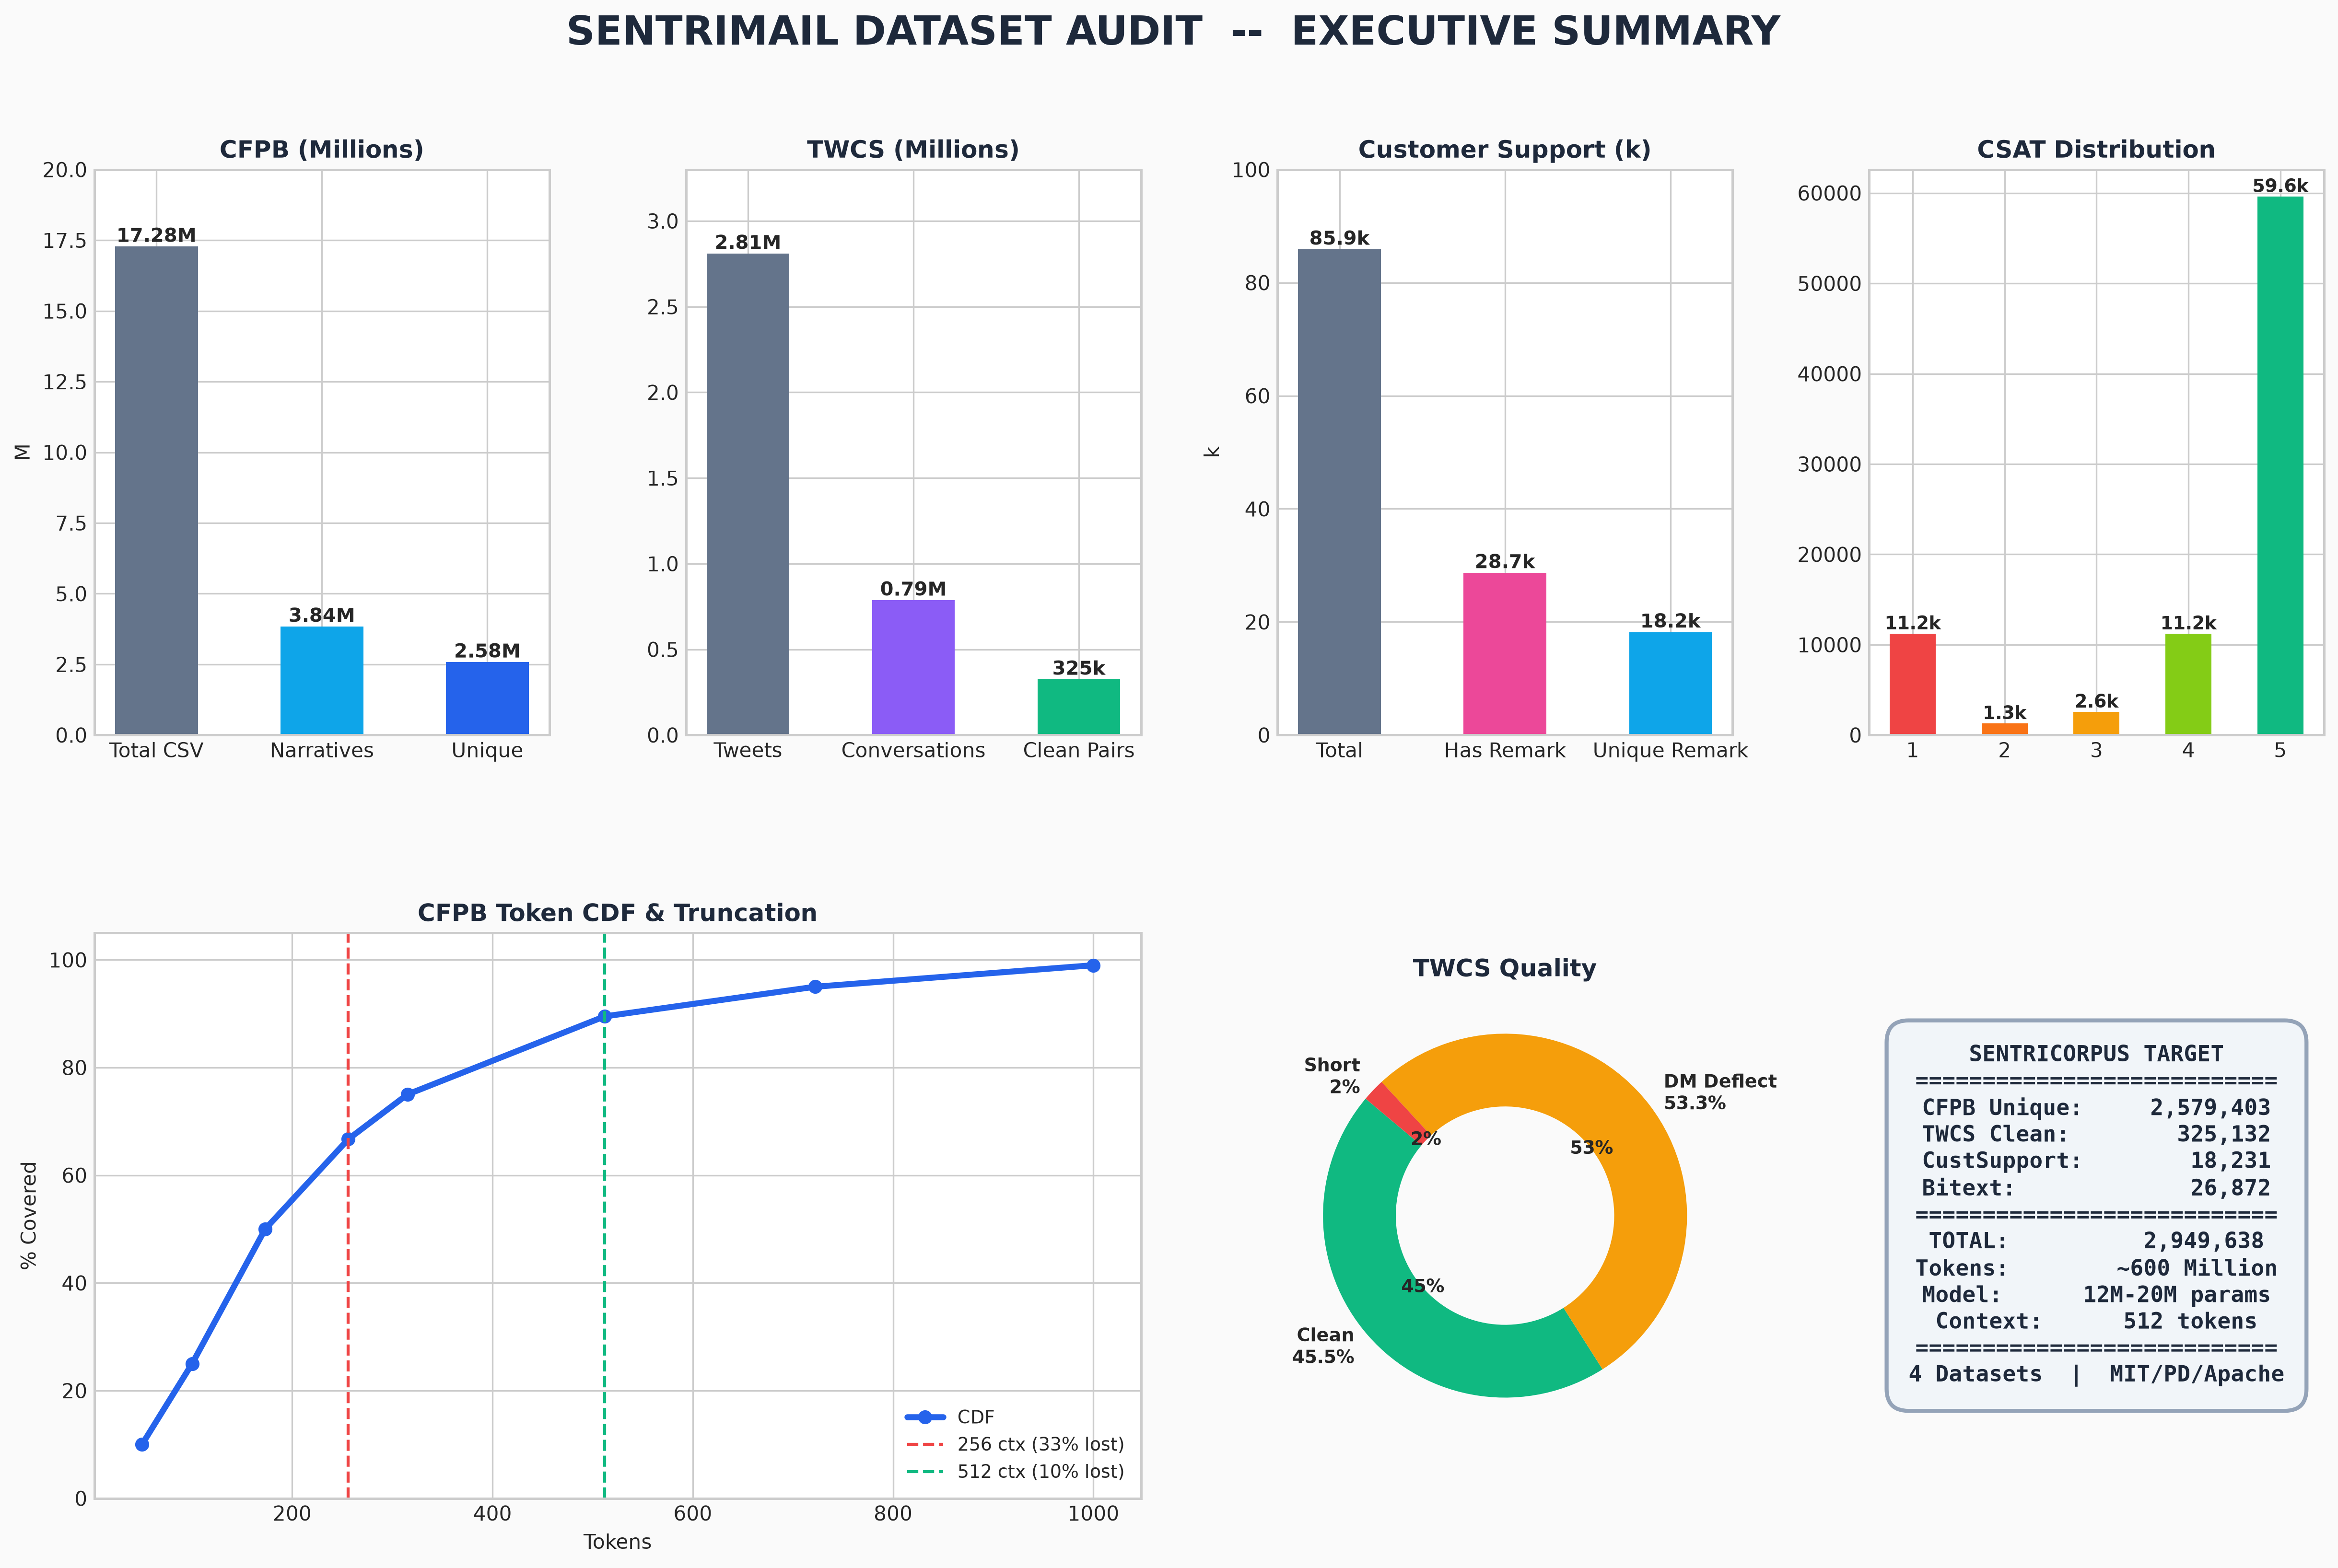 SENTRIMAIL DATASET AUDIT -- EXECUTIVE SUMMARY
CFPB (Millions)
20.0
17.5
15.0
12.5
10.0
7.5
5.0
2.5
0.0
M
17.28M
3.84M
2.58M
Total CSV
Narratives
Unique
TWCS (Millions)
3.0
2.5
2.0
1.5
1.0
0.5
0.0
2.81M
0.79M
325k
Tweets
Conversations
Clean Pairs
Customer Support (k)
100
80
60
40
20
0
k
85.9k
28.7k
18.2k
Total
Has Remark
Unique Remark
CSAT Distribution
60000
50000
40000
30000
20000
10000
0
11.2k
1.3k
2.6k
11.2k
59.6k
1
2
3
4
5
CFPB Token CDF & Truncation
100
80
60
40
20
0
% Covered
200
400
600
800
1000
Tokens
CDF
256 ctx (33% lost)
512 ctx (10% lost)
TWCS Quality
Short
2%
DM Deflect
53.3%
2%
53%
45%
Clean
45.5%
SENTRICORPUS TARGET
===========================
CFPB Unique: 2,579,403
TWCS Clean: 325,132
CustSupport: 18,231
Bitext: 26,872
===========================
TOTAL: 2,949,638
Tokens: ~600 Million
Model: 12M-20M params
Context: 512 tokens
===========================
4 Datasets | MIT/PD/Apache